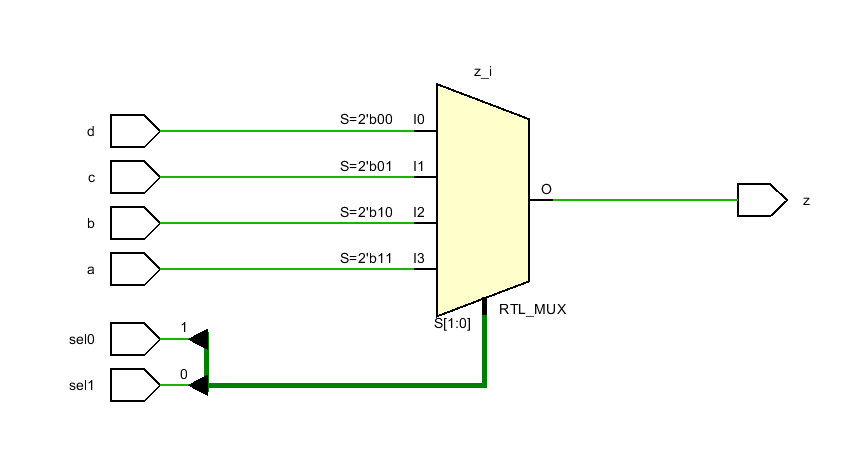 z_i
d S=2'b00 I0
c S=2'b01 I1
b S=2'b10 I2
a S=2'b11 I3
O z
S[1:0] RTL_MUX
sel0 1
sel1 0